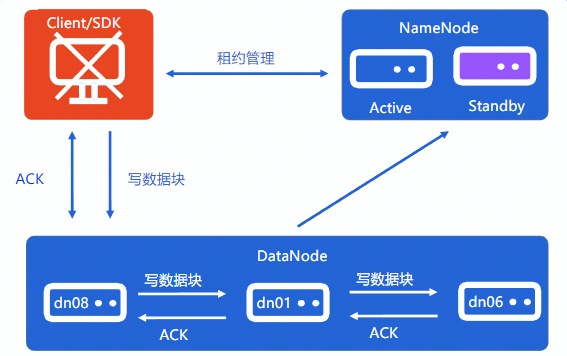 Client/SDK
NameNode
租约管理
Active
Standby
ACK
写数据块
DataNode
写数据块
写数据块
dn08
dn01
dn06
ACK
ACK